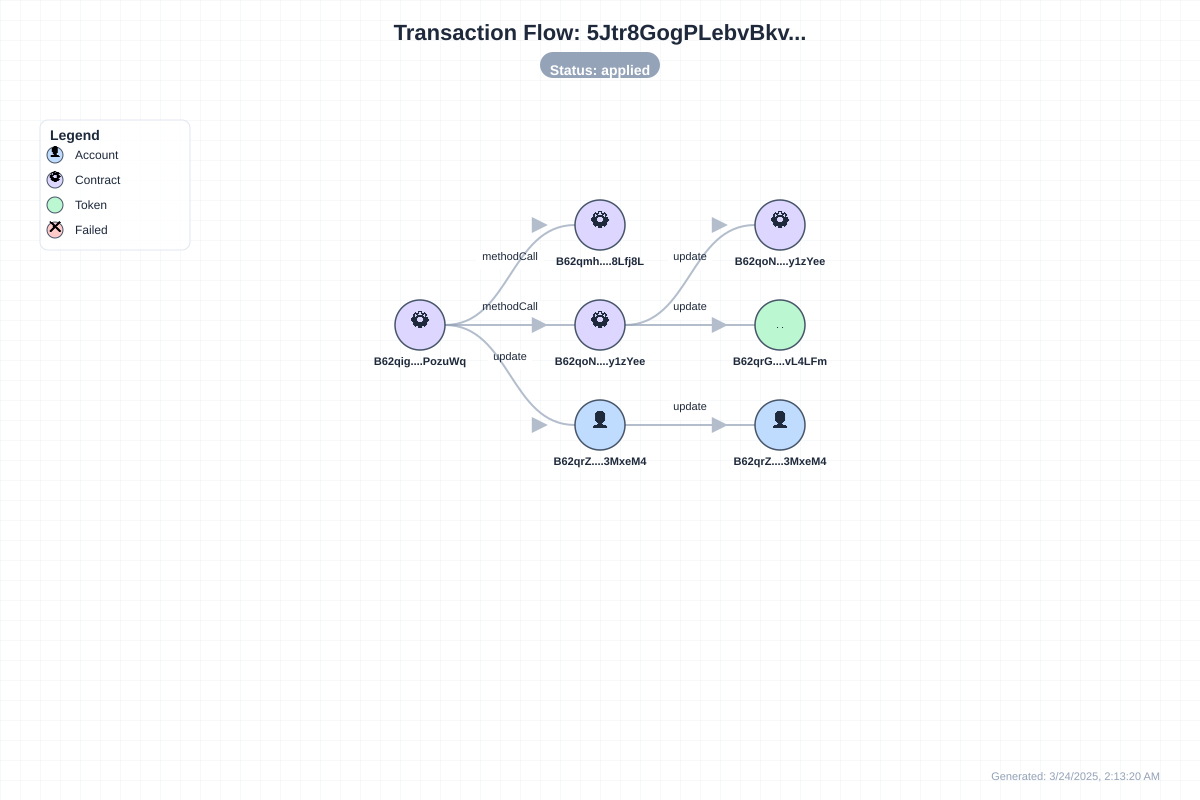 Transaction Flow: 5Jtr8GogPLebvBkv...
Status: applied
Legend
Account
Contract
Token
Failed
methodCall
B62qmh....8Lfj8L
update
B62qoN....y1zYee
methodCall
update
B62qig....PozuWq
update
B62qoN....y1zYee
B62qrG....vL4LFm
update
B62qrZ....3MxeM4
B62qrZ....3MxeM4
Generated: 3/24/2025, 2:13:20 AM